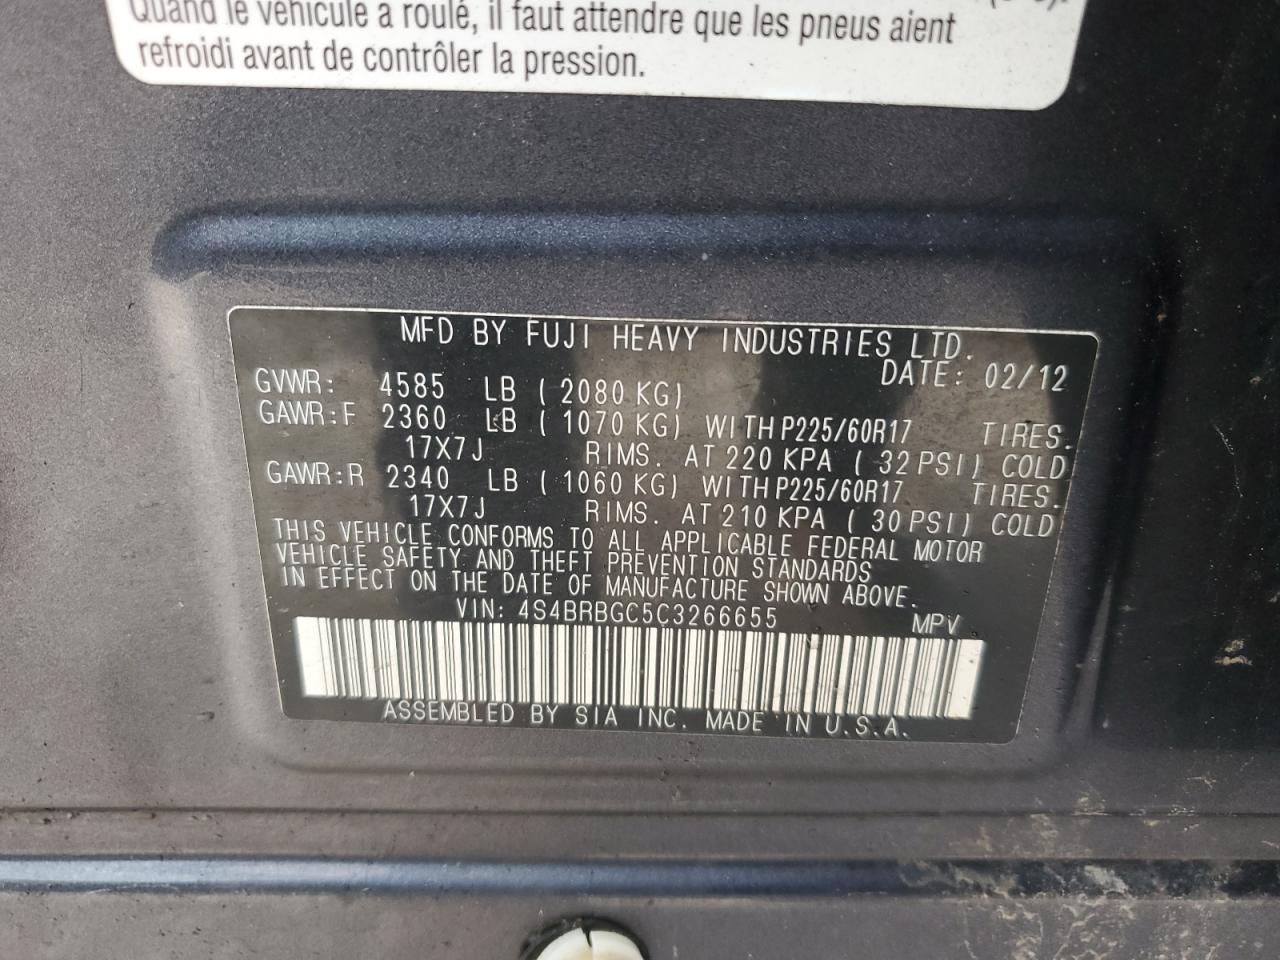 Quand le véhicule a roulé, il faut attendre que les pneus aient
refroidi avant de contrôler la pression.
MFD BY FUJI HEAVY INDUSTRIES LTD.
DATE: 02/12
GVWR: 4585 LB ( 2080 KG)
GAWR:F 2360 LB ( 1070 KG) WITH P225/60R17 TIRES.
17X7J RIMS. AT 220 KPA ( 32 PSI) COLD
GAWR:R 2340 LB ( 1060 KG) WITH P225/60R17 TIRES.
17X7J RIMS. AT 210 KPA ( 30 PSI) COLD
THIS VEHICLE CONFORMS TO ALL APPLICABLE FEDERAL MOTOR
VEHICLE SAFETY AND THEFT PREVENTION STANDARDS
IN EFFECT ON THE DATE OF MANUFACTURE SHOWN ABOVE.
VIN: 4S4BRBGC5C3266655 MPV
ASSEMBLED BY SIA INC. MADE IN U.S.A.